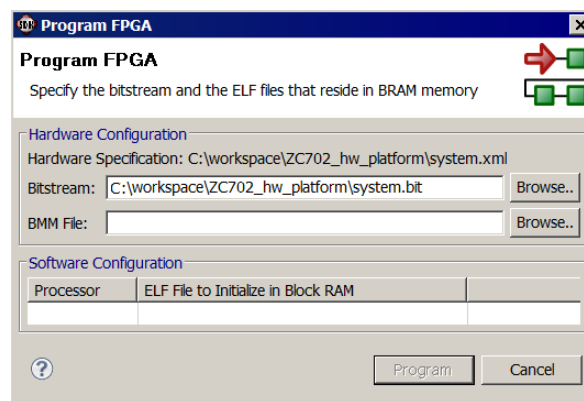 Program FPGA
Program FPGA
Specify the bitstream and the ELF files that reside in BRAM memory
Hardware Configuration
Hardware Specification: C:\workspace\ZC702_hw_platform\system.xml
Bitstream: C:\workspace\ZC702_hw_platform\system.bit Browse..
BMM File: Browse..
Software Configuration
Processor ELF File to Initialize in Block RAM
? Program Cancel